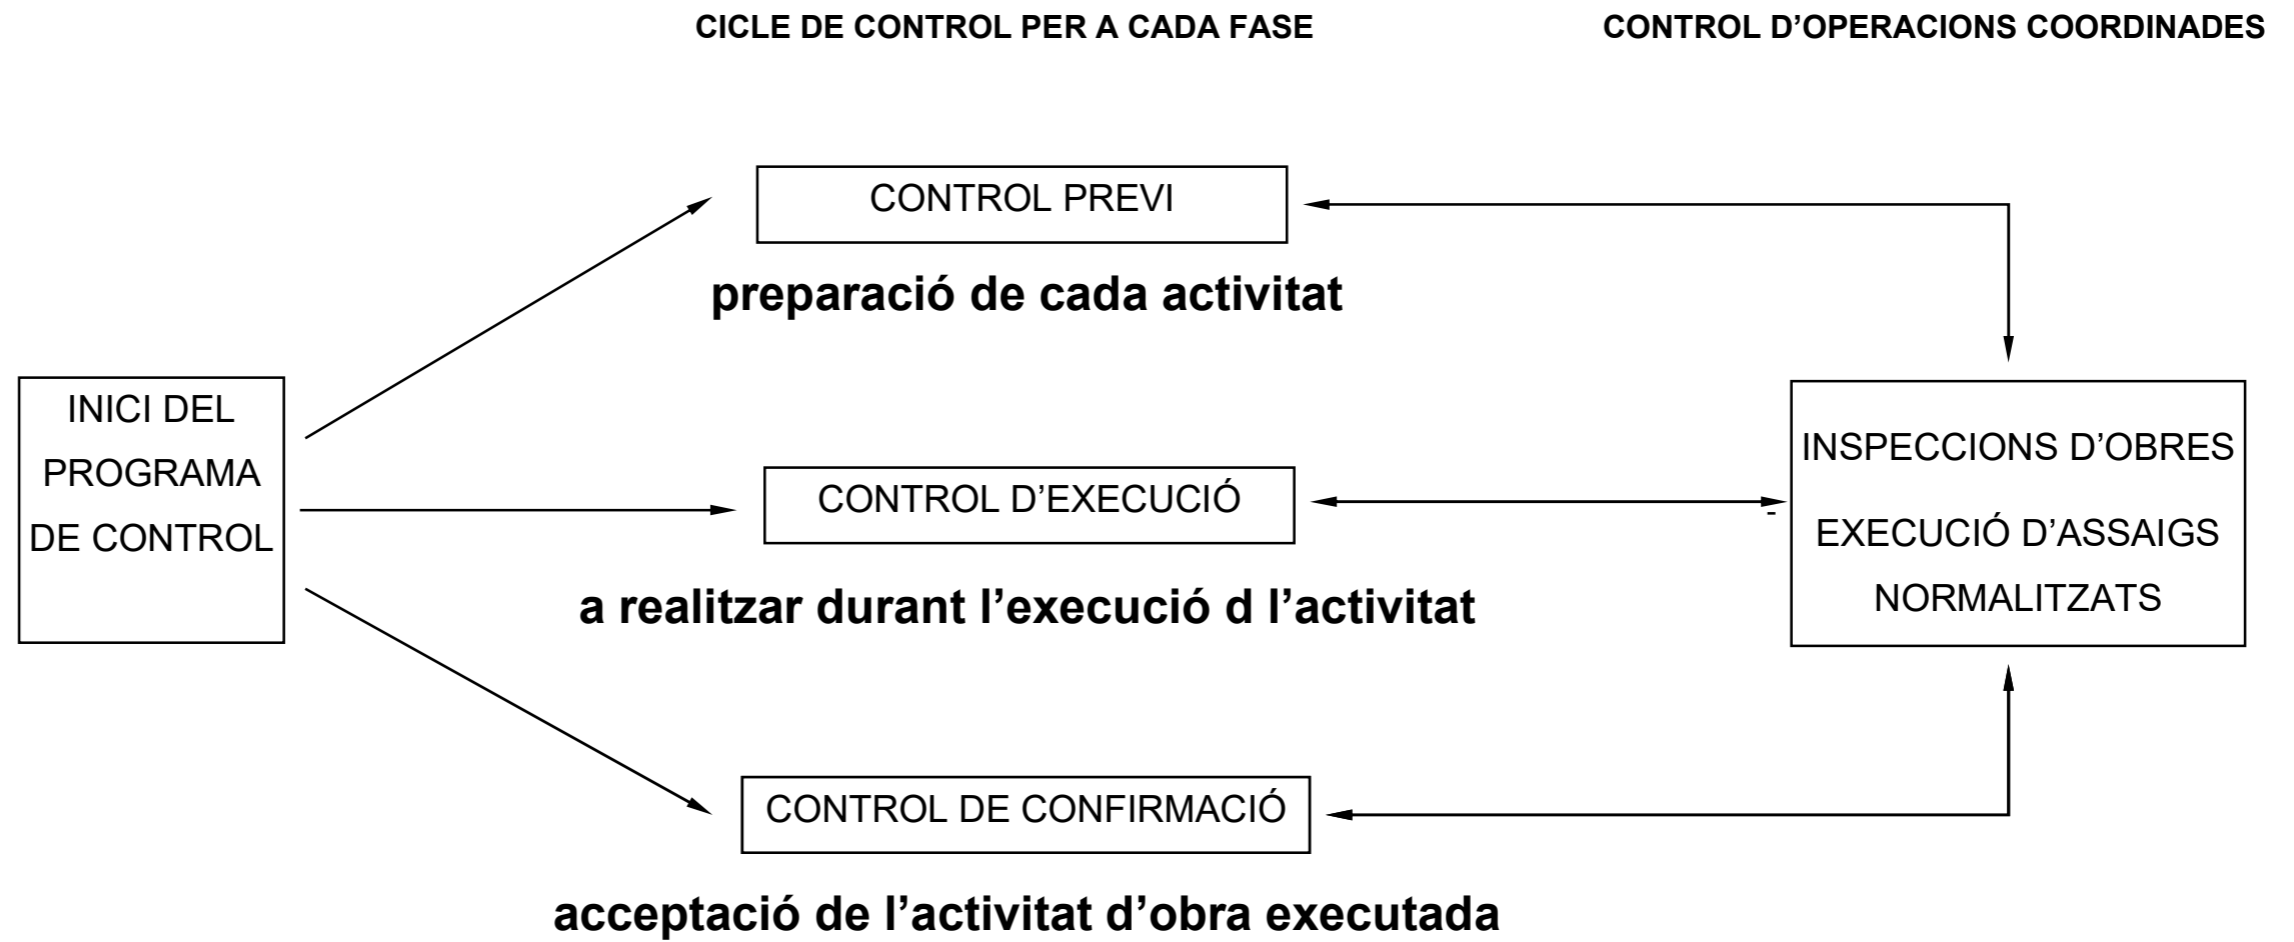 CICLE DE CONTROL PER A CADA FASE
CONTROL D’OPERACIONS COORDINADES
CONTROL PREVI
preparació de cada activitat
INICI DEL
PROGRAMA
DE CONTROL
CONTROL D’EXECUCIÓ
a realitzar durant l’execució d l’activitat
-
INSPECCIONS D’OBRES
EXECUCIÓ D’ASSAIGS
NORMALITZATS
CONTROL DE CONFIRMACIÓ
acceptació de l’activitat d’obra executada